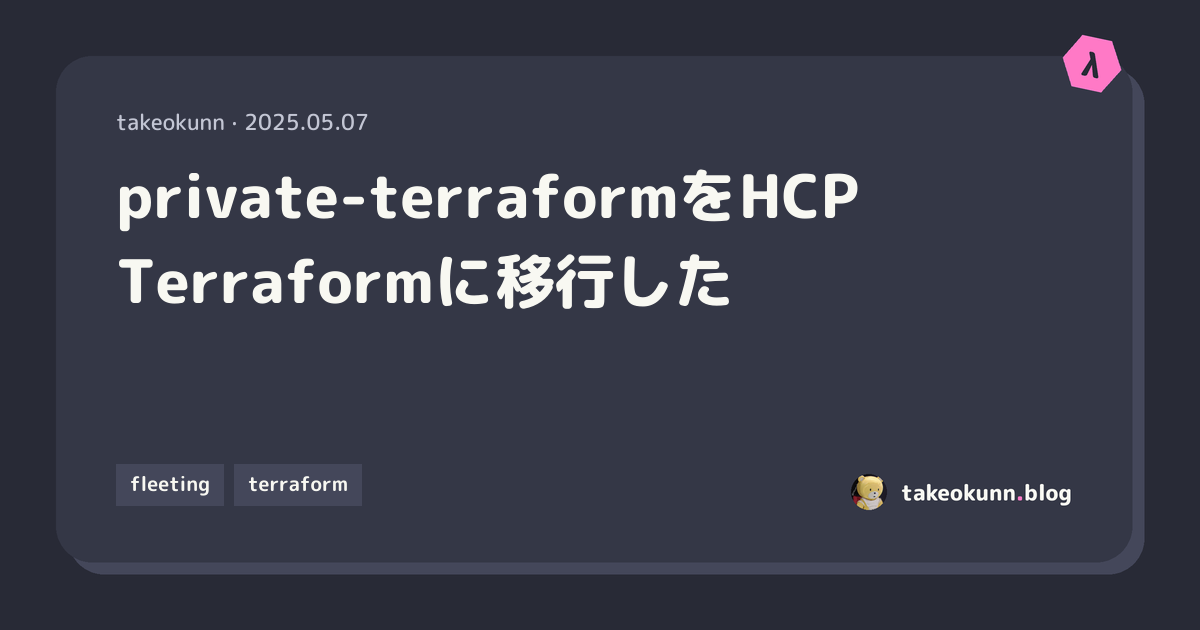 λ
takeokunn · 2025.05.07
private-terraformをHCP
Terraformに移行した
fleeting
terraform
takeokunn.blog